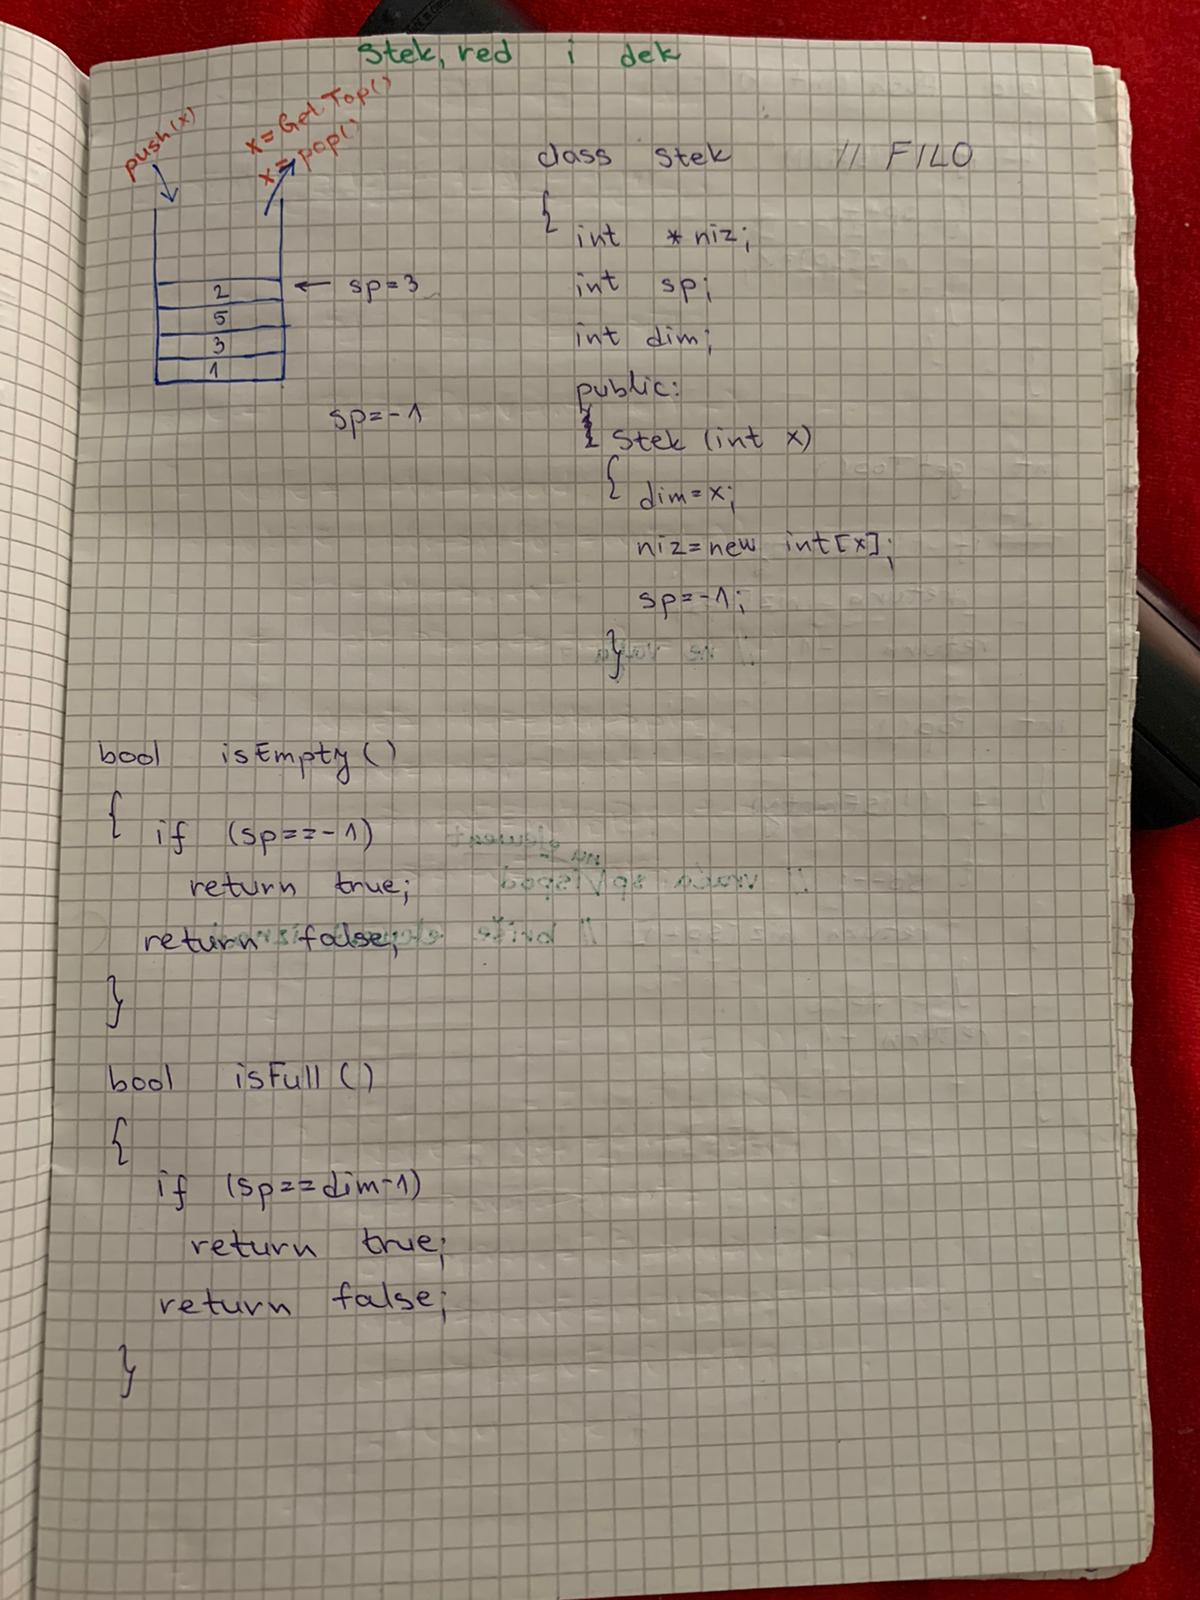 Stek, red i dek
push(x)
x=GetTop()
x=pop()
2
5
3
1
← sp=3
sp=-1
class Stek // FILO
{
int *niz;
int sp;
int dim;
public:
Stek (int x)
{ dim=x;
niz=new int[x];
sp=-1;
}
bool isEmpty()
{ if (sp==-1)
return true;
return false;
}
bool isFull()
{
if (sp==dim-1)
return true;
return false;
}